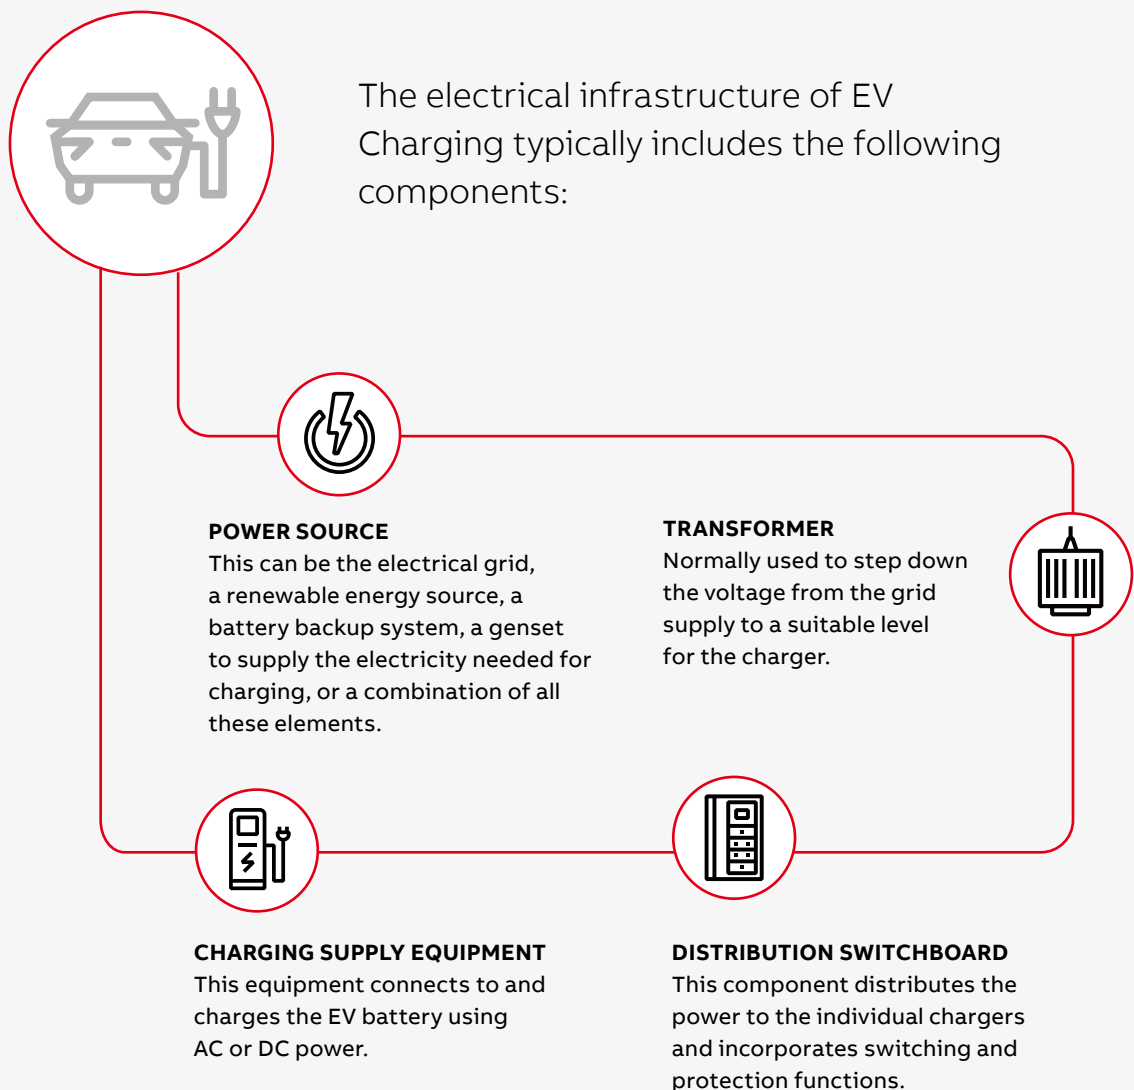 The electrical infrastructure of EV
Charging typically includes the following
components:
POWER SOURCE
This can be the electrical grid,
a renewable energy source, a
battery backup system, a genset
to supply the electricity needed for
charging, or a combination of all
these elements.
TRANSFORMER
Normally used to step down
the voltage from the grid
supply to a suitable level
for the charger.
CHARGING SUPPLY EQUIPMENT
This equipment connects to and
charges the EV battery using
AC or DC power.
DISTRIBUTION SWITCHBOARD
This component distributes the
power to the individual chargers
and incorporates switching and
protection functions.